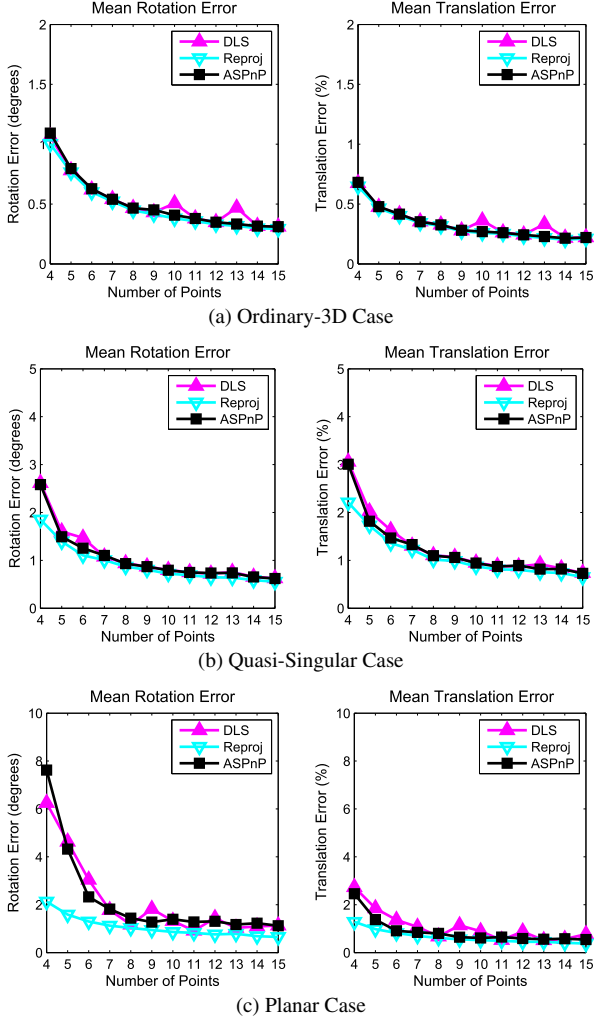 Mean Rotation Error
Mean Translation Error
DLS
Reproj
ASPnP
DLS
Reproj
ASPnP
Rotation Error (degrees)
Translation Error (%)
2
1.5
1
0.5
0
2
1.5
1
0.5
0
4 5 6 7 8 9 10 11 12 13 14 15
4 5 6 7 8 9 10 11 12 13 14 15
Number of Points
Number of Points
(a) Ordinary-3D Case
Mean Rotation Error
Mean Translation Error
DLS
Reproj
ASPnP
DLS
Reproj
ASPnP
Rotation Error (degrees)
Translation Error (%)
5
4
3
2
1
0
5
4
3
2
1
0
4 5 6 7 8 9 10 11 12 13 14 15
4 5 6 7 8 9 10 11 12 13 14 15
Number of Points
Number of Points
(b) Quasi-Singular Case
Mean Rotation Error
Mean Translation Error
DLS
Reproj
ASPnP
DLS
Reproj
ASPnP
Rotation Error (degrees)
Translation Error (%)
10
8
6
4
2
0
10
8
6
4
2
0
4 5 6 7 8 9 10 11 12 13 14 15
4 5 6 7 8 9 10 11 12 13 14 15
Number of Points
Number of Points
(c) Planar Case